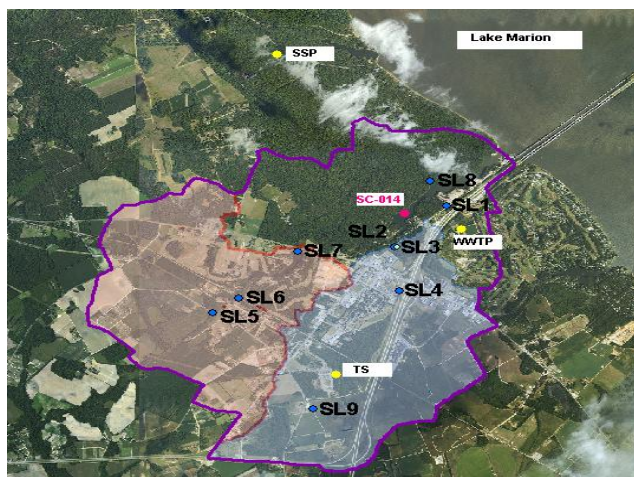 Lake Marion
SSP
SL8
SC-014
SL1
SL2
SL3
WWTP
SL7
SL4
SL6
SL5
TS
SL9